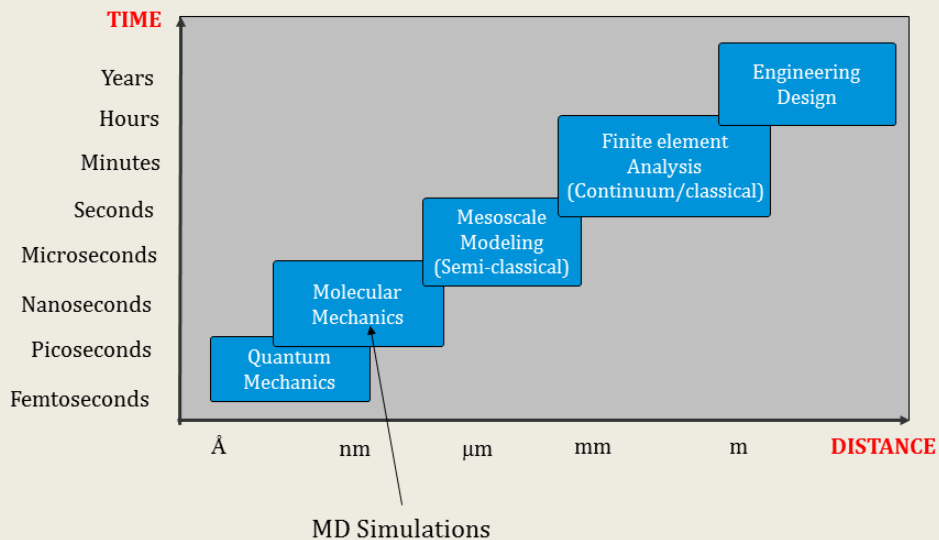 TIME
Years
Hours
Minutes
Seconds
Microseconds
Nanoseconds
Picoseconds
Femtoseconds
Engineering
Design
Finite element
Analysis
(Continuum/classical)
Mesoscale
Modeling
(Semi-classical)
Molecular
Mechanics
Quantum
Mechanics
Å nm μm mm m DISTANCE
MD Simulations